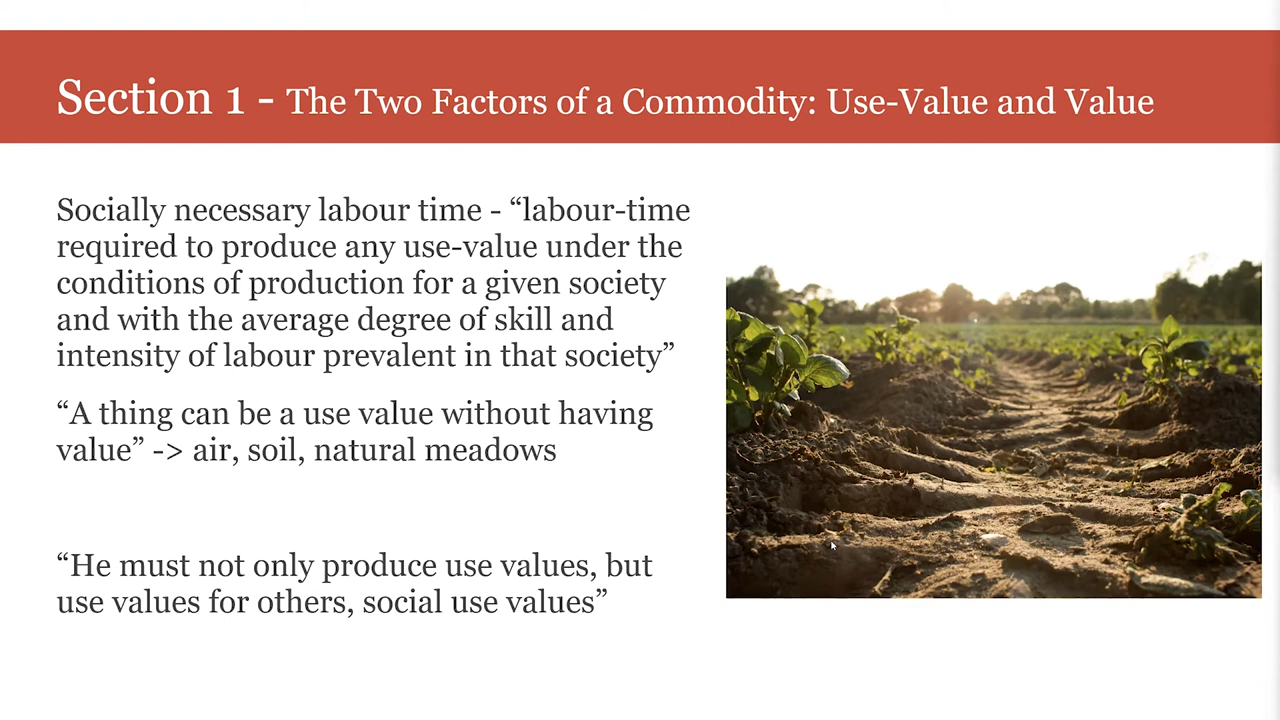 Section 1 - The Two Factors of a Commodity: Use-Value and Value
Socially necessary labour time - “labour-time
required to produce any use-value under the
conditions of production for a given society
and with the average degree of skill and
intensity of labour prevalent in that society”
“A thing can be a use value without having
value” -> air, soil, natural meadows
“He must not only produce use values, but
use values for others, social use values”